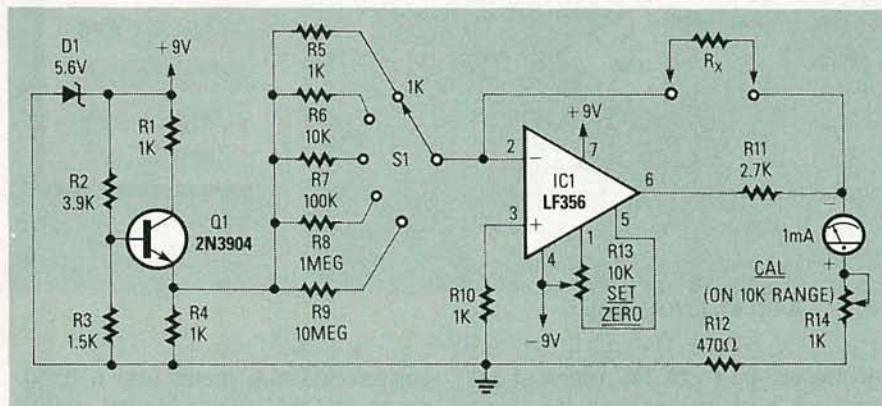 D1
5.6V
+9V
R1
1K
R2
3.9K
Q1
2N3904
R3
1.5K
R4
1K
R5
1K
R6
10K
R7
100K
R8
1MEG
R9
10MEG
1K
S1
RX
+9V
2
7
IC1
LF356
6
3
4
1
5
R10
1K
R13
10K
SET
ZERO
-9V
R11
2.7K
-
1mA
+
CAL
(ON 10K RANGE)
R14
1K
R12
470Ω
-
+